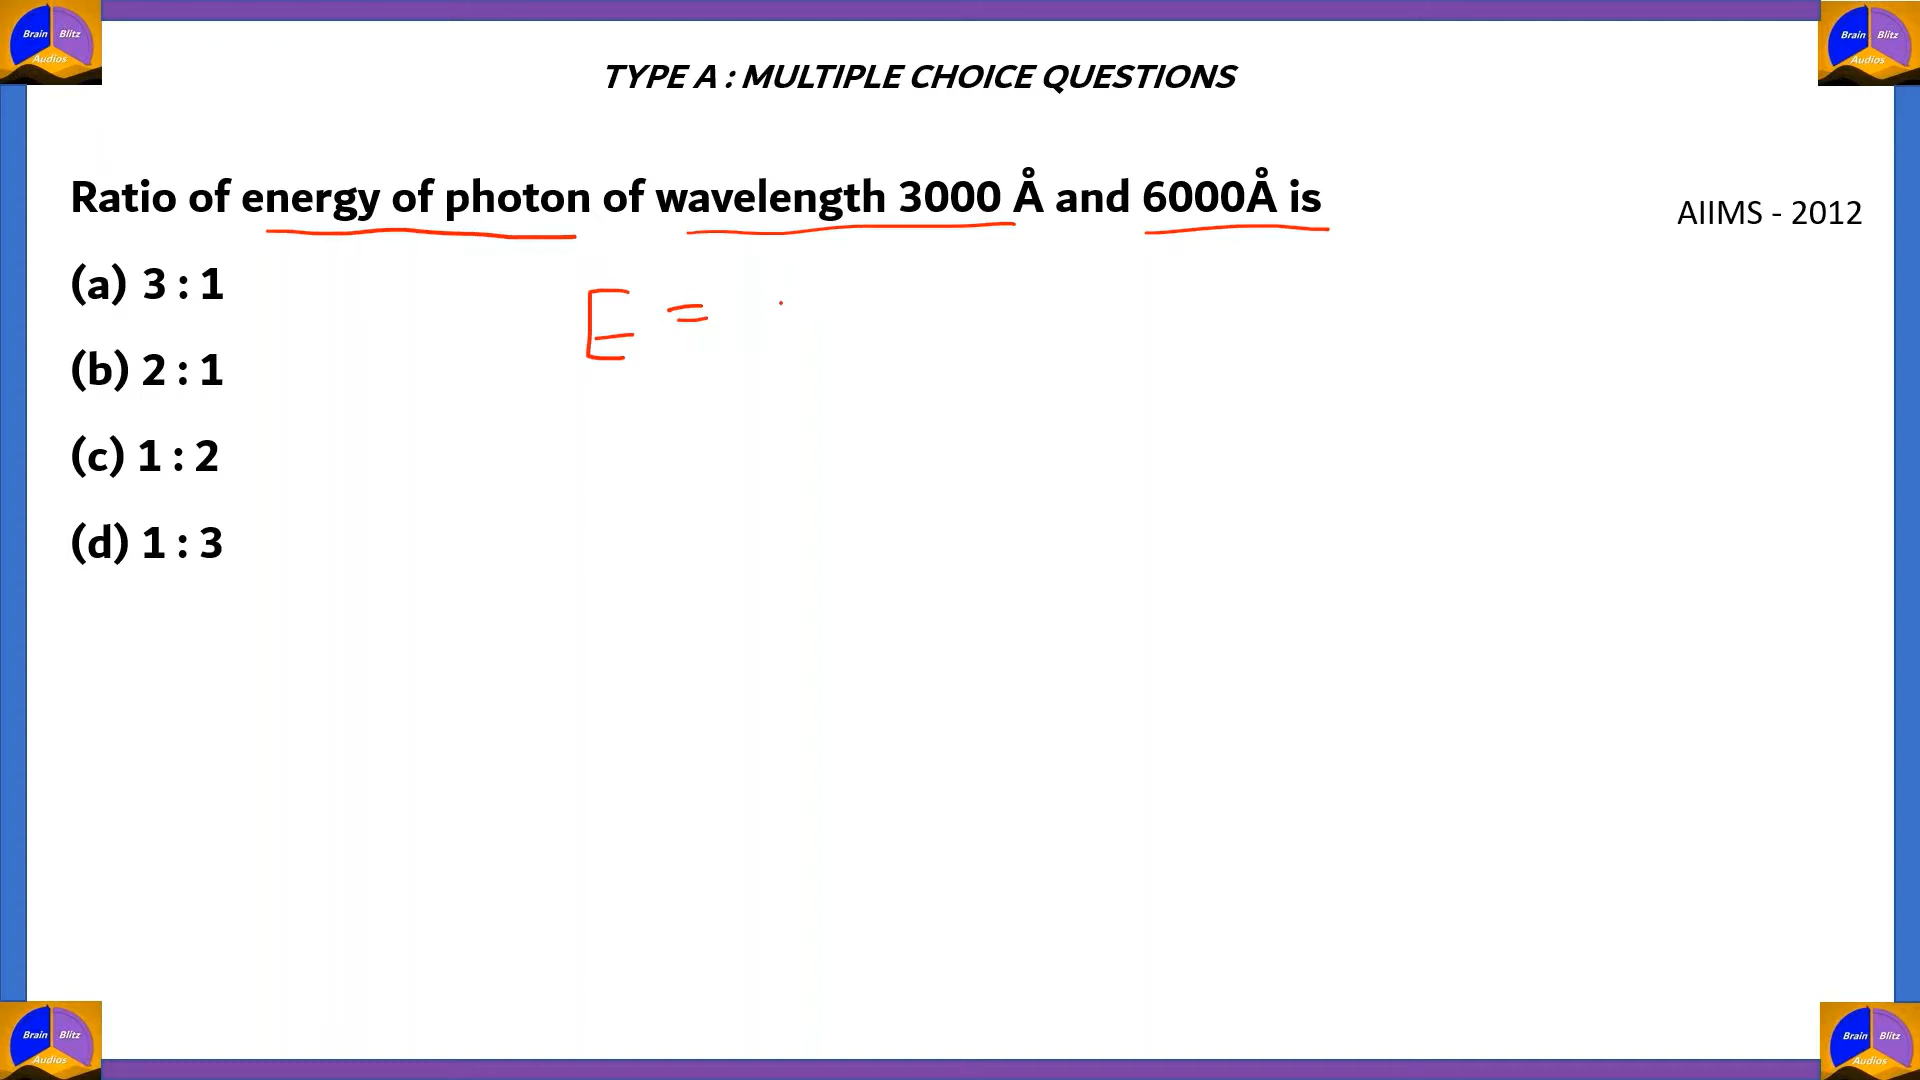 Brain Blitz
Audios
Brain Blitz
Audios
TYPE A : MULTIPLE CHOICE QUESTIONS
Ratio of energy of photon of wavelength 3000 Å and 6000Å is
AIIMS - 2012
(a) 3 : 1
E =
(b) 2 : 1
(c) 1 : 2
(d) 1 : 3
Brain Blitz
Audios
Brain Blitz
Audios